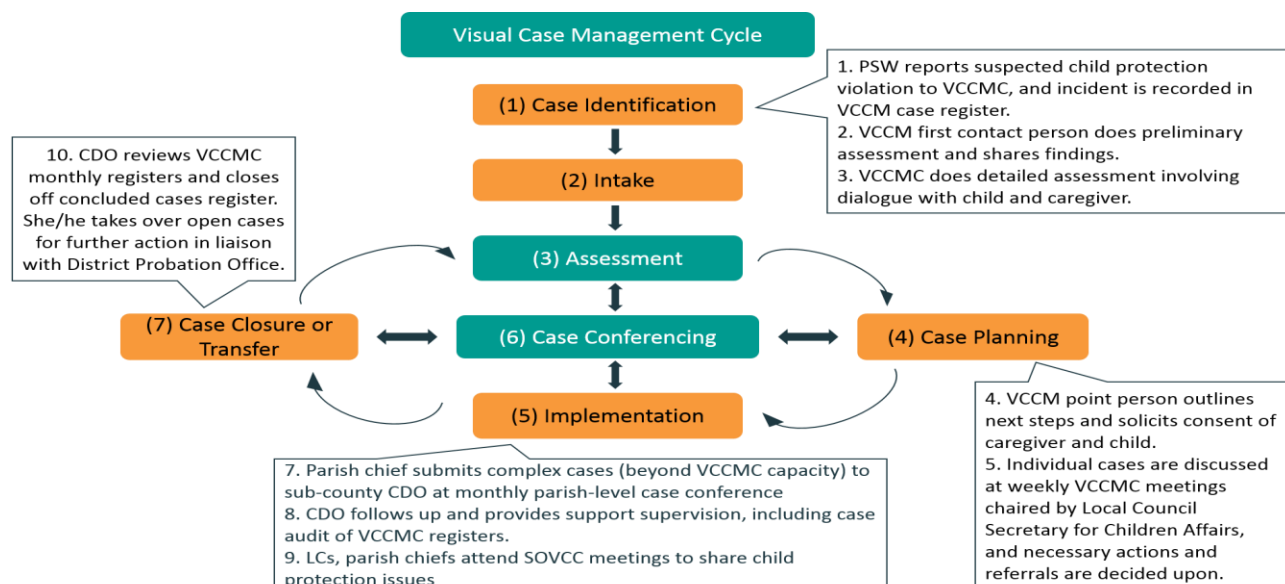 Visual Case Management Cycle
(1) Case Identification
1. PSW reports suspected child protection
violation to VCCMC, and incident is recorded in
VCCM case register.
2. VCCM first contact person does preliminary
assessment and shares findings.
3. VCCMC does detailed assessment involving
dialogue with child and caregiver.
(2) Intake
10. CDO reviews VCCMC
monthly registers and closes
off concluded cases register.
She/he takes over open cases
for further action in liaison
with District Probation Office.
(3) Assessment
(7) Case Closure or
Transfer
(6) Case Conferencing
(4) Case Planning
(5) Implementation
4. VCCM point person outlines
next steps and solicits consent of
caregiver and child.
5. Individual cases are discussed
at weekly VCCMC meetings
chaired by Local Council
Secretary for Children Affairs,
and necessary actions and
referrals are decided upon.
7. Parish chief submits complex cases (beyond VCCMC capacity) to
sub-county CDO at monthly parish-level case conference
8. CDO follows up and provides support supervision, including case
audit of VCCMC registers.
9. LCs, parish chiefs attend SOVCC meetings to share child
protection issues